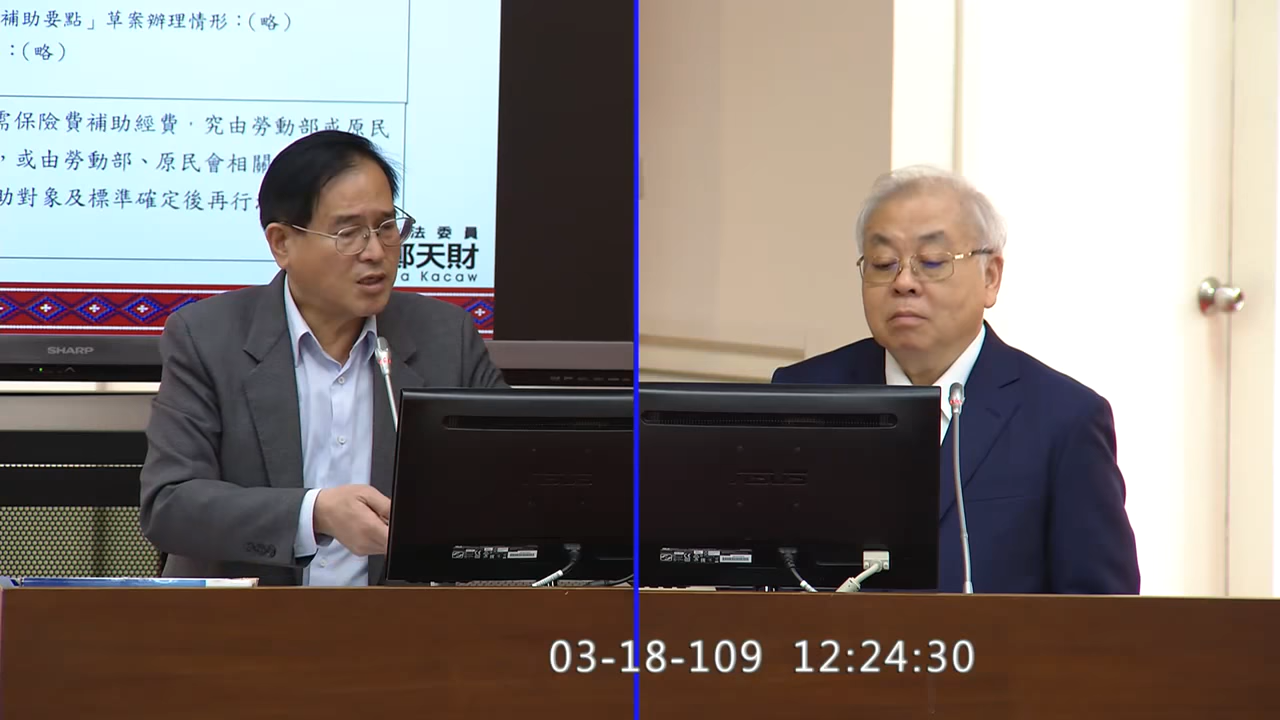 補助要點」草案辦理情形：(略)
：(略)
需保險費補助經費，究由勞動部或原民
，或由勞動部、原民會相關
助對象及標準確定後再行
法委員
鄭天財
a Kacaw
SHARP
ASUS
ASUS
03-18-109 12:24:30